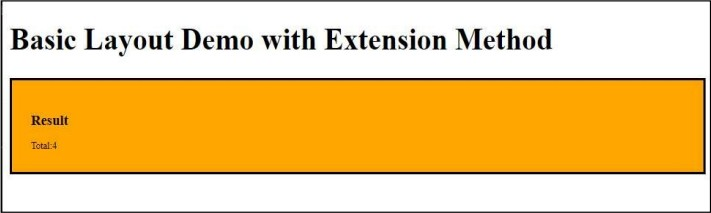 Basic Layout Demo with Extension Method
Result
Total:4